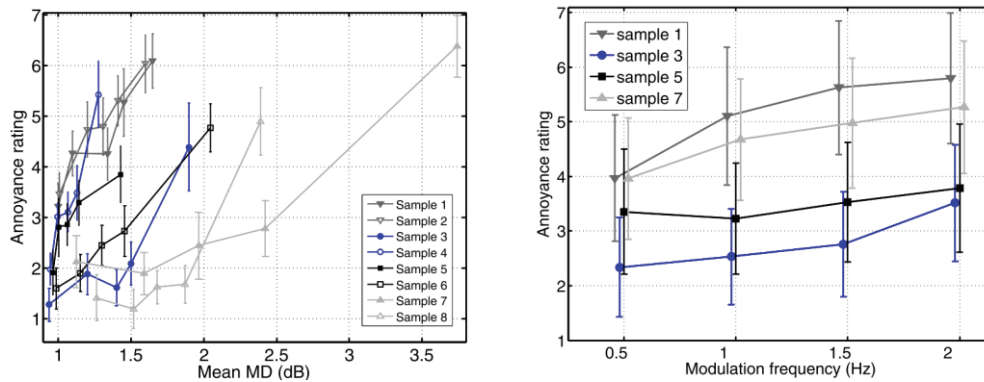 7
6
5
4
3
2
1
Annoyance rating
1
1.5
2
2.5
3
3.5
Mean MD (dB)
Sample 1
Sample 2
Sample 3
Sample 4
Sample 5
Sample 6
Sample 7
Sample 8
7
6
5
4
3
2
1
Annoyance rating
sample 1
sample 3
sample 5
sample 7
0.5
1
1.5
2
Modulation frequency (Hz)